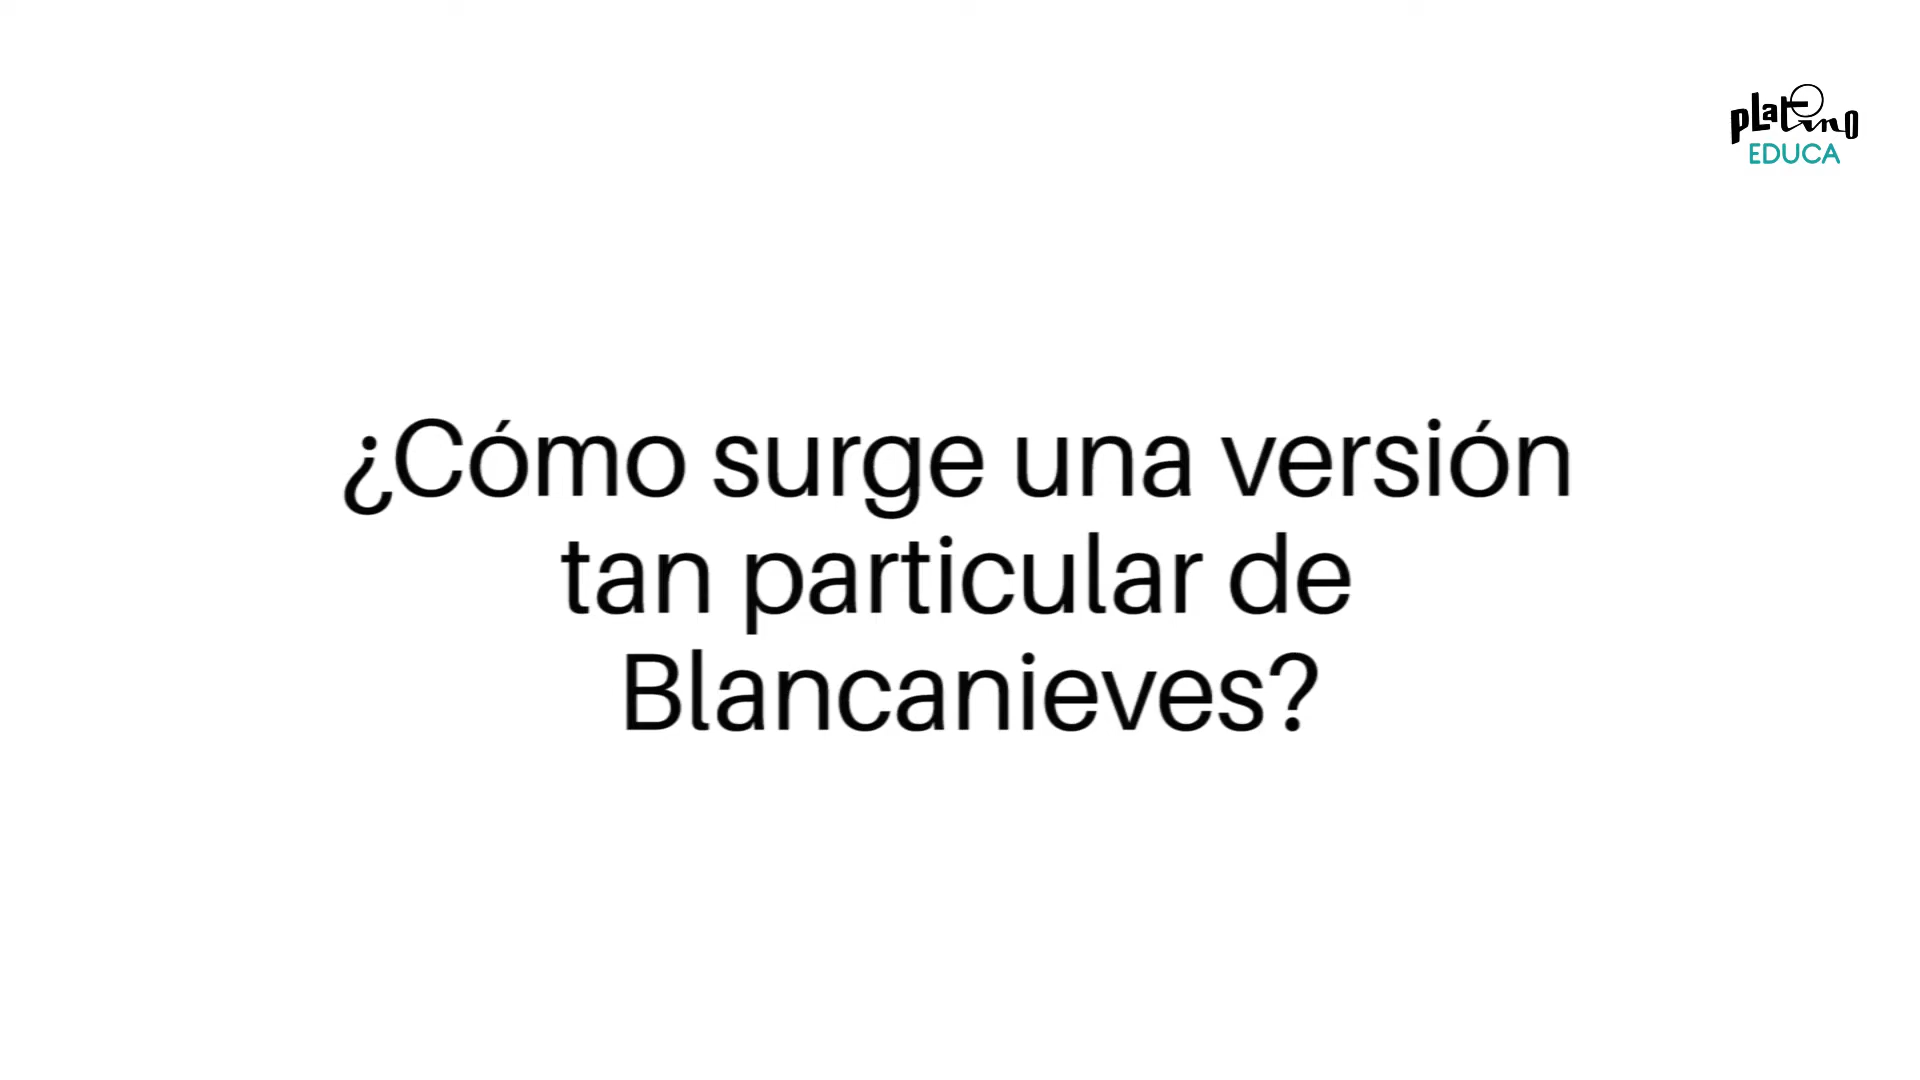 platino
EDUCA
¿Cómo surge una versión
tan particular de
Blancanieves?